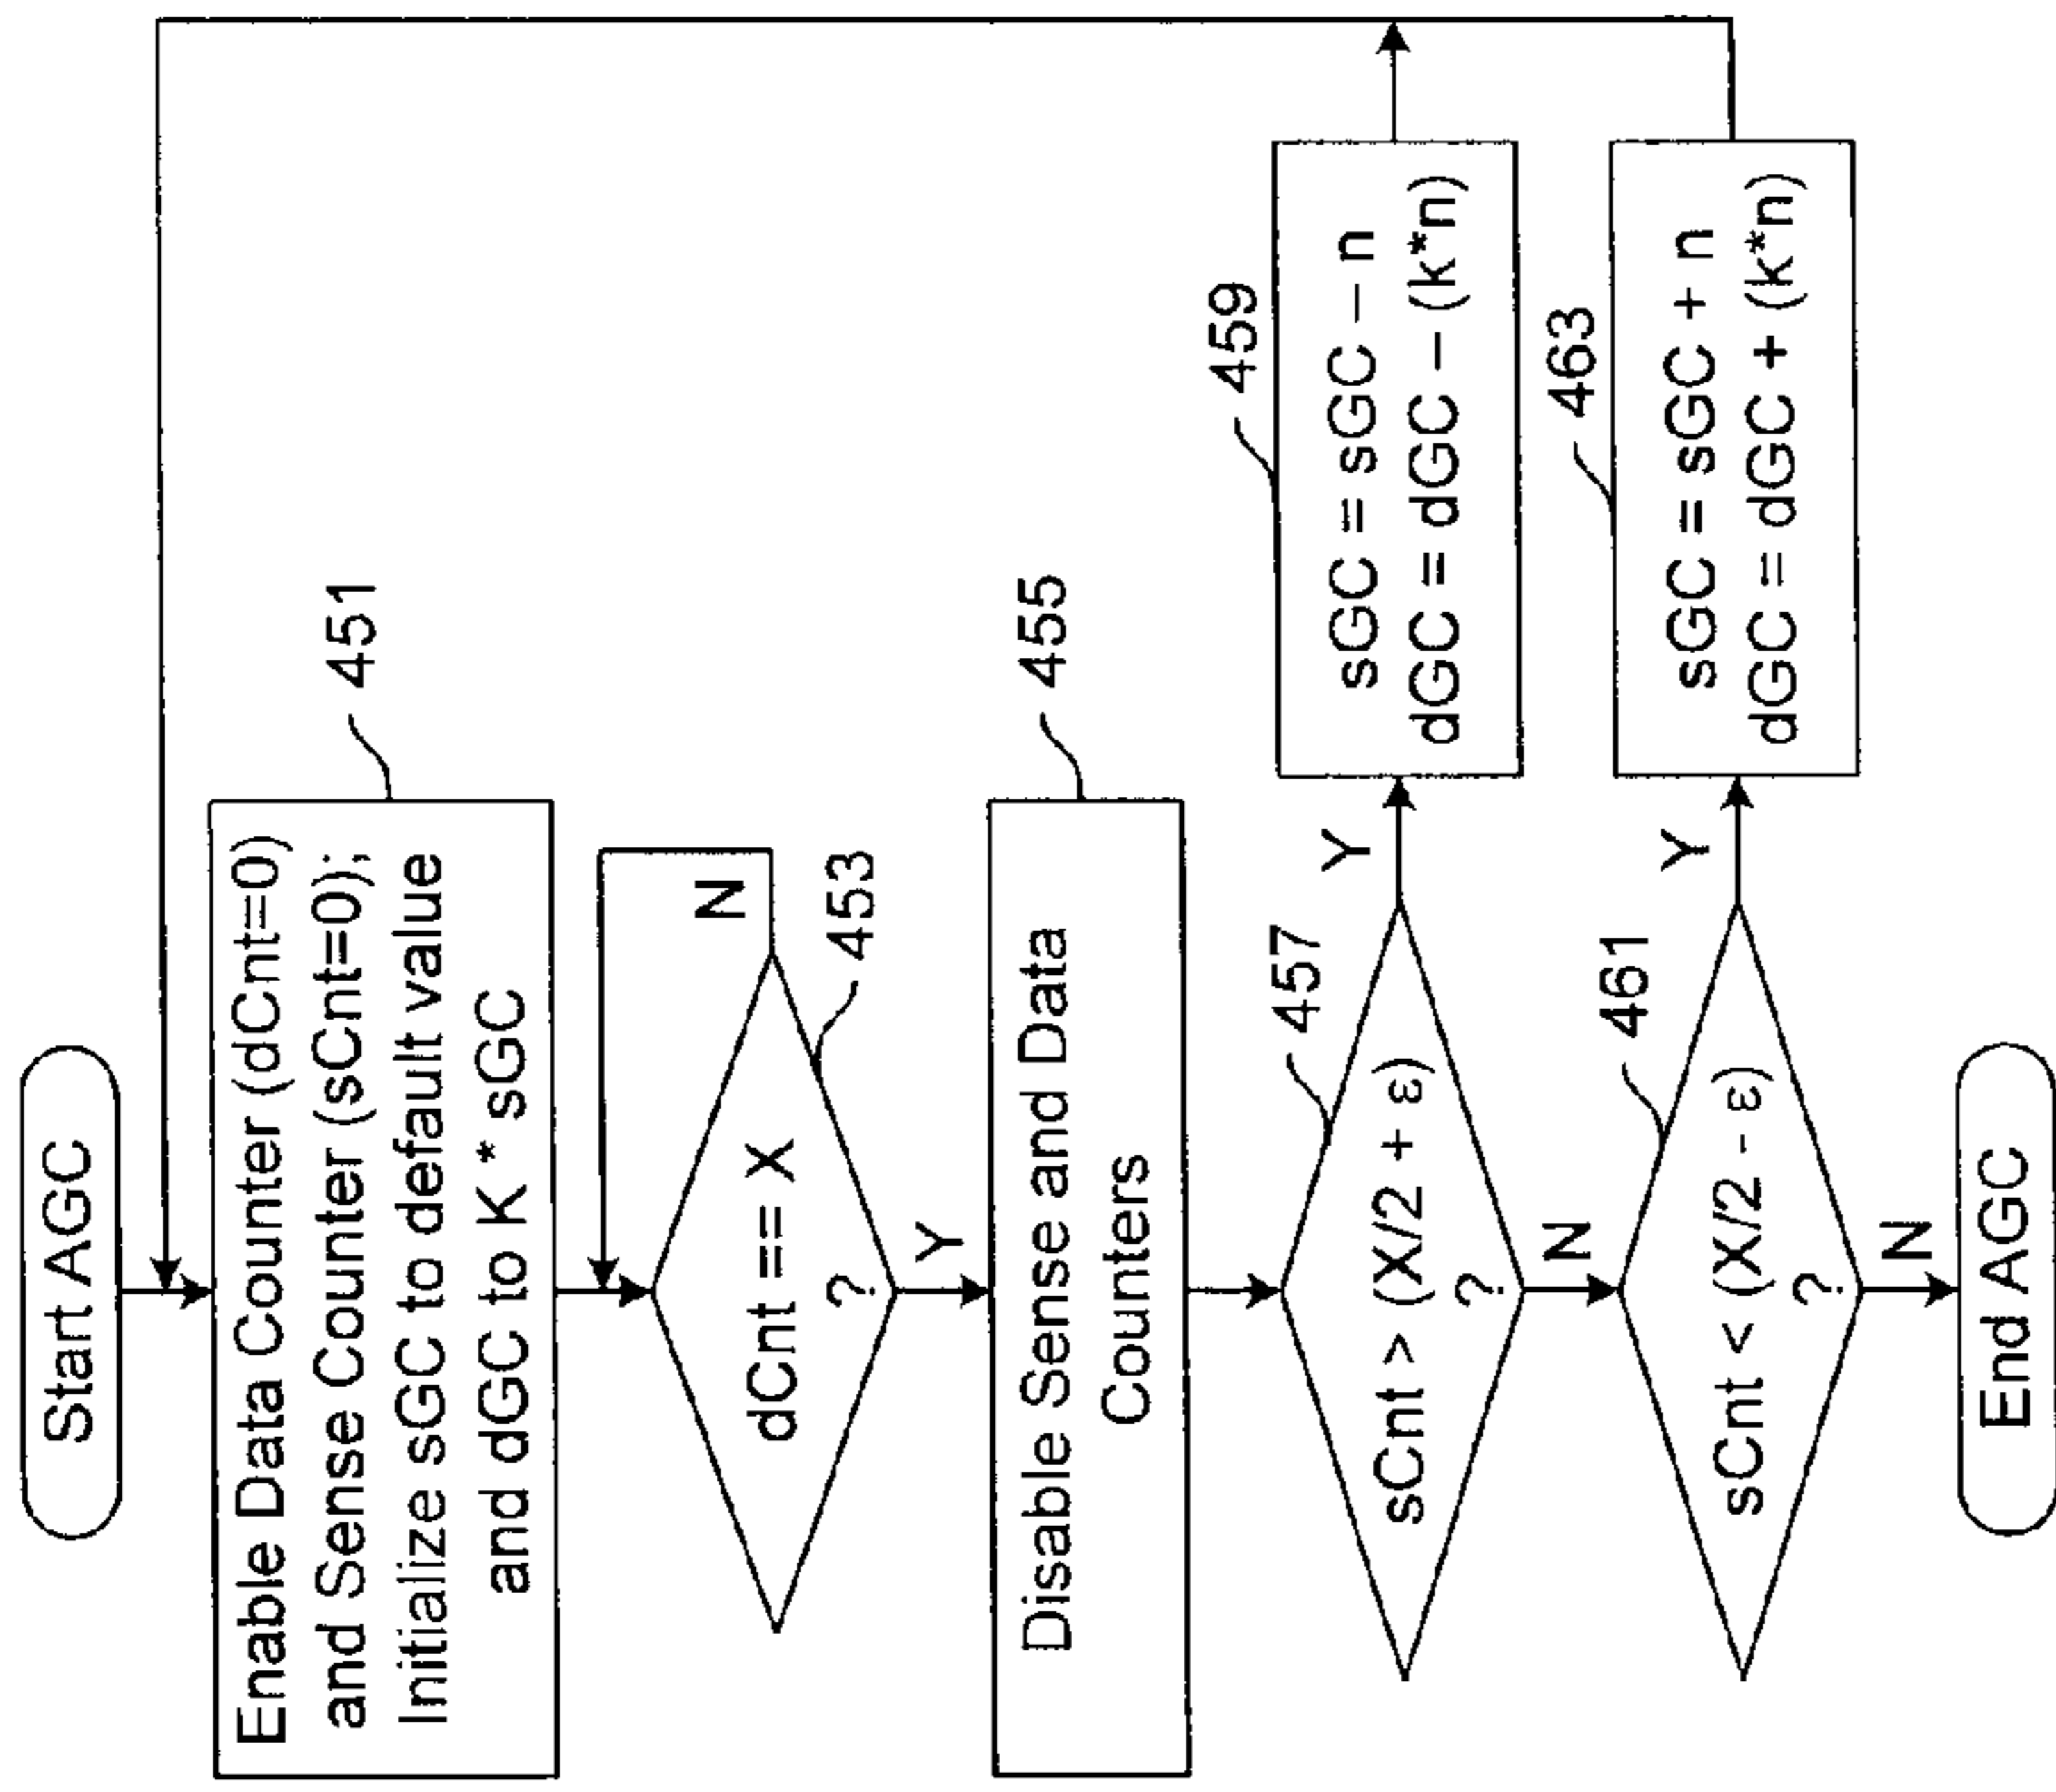 Start AGC
451
Enable Data Counter (dCnt=0)
and Sense Counter (sCnt=0);
Initialize sGC to default value
and dGC to K * sGC
N
453
dCnt == X
?
Y
455
Disable Sense and Data
Counters
457
sCnt > (X/2 + ε)
?
Y
459
sGC = sGC – n
dGC = dGC – (k*n)
N
461
sCnt < (X/2 - ε)
?
Y
463
sGC = sGC + n
dGC = dGC + (k*n)
N
End AGC